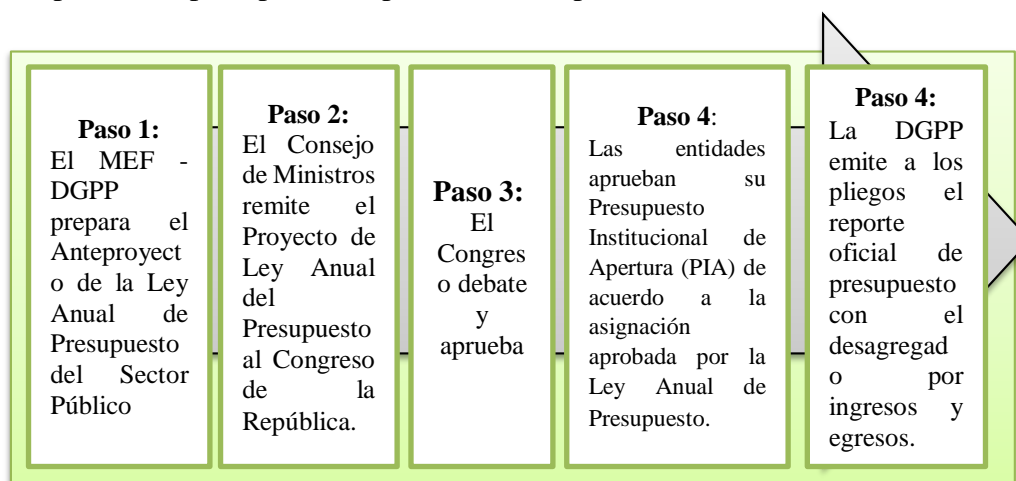 Paso 1:
El MEF -
DGPP
prepara el
Anteproyect
o de la Ley
Anual de
Presupuesto
del Sector
Público
Paso 2:
El Consejo
de Ministros
remite el
Proyecto de
Ley Anual
del
Presupuesto
al Congreso
de la
República.
Paso 3:
El
Congres
o debate
y
aprueba
Paso 4:
Las entidades
aprueban su
Presupuesto
Institucional de
Apertura (PIA) de
acuerdo a la
asignación
aprobada por la
Ley Anual de
Presupuesto.
Paso 4:
La DGPP
emite a los
pliegos el
reporte
oficial de
presupuesto
con el
desagregad
o por
ingresos y
egresos.